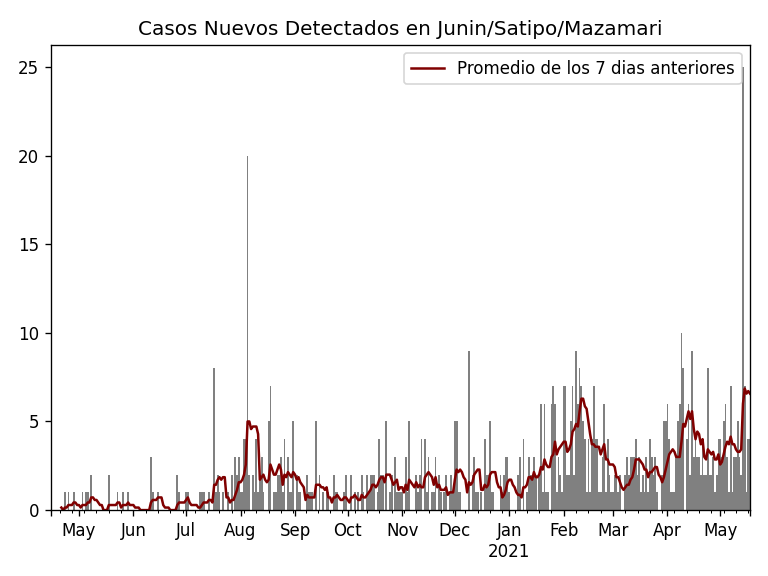 Casos Nuevos Detectados en Junin/Satipo/Mazamari
Promedio de los 7 dias anteriores
25
20
15
10
5
0
May Jun Jul Aug Sep Oct Nov Dec Jan Feb Mar Apr May
2021